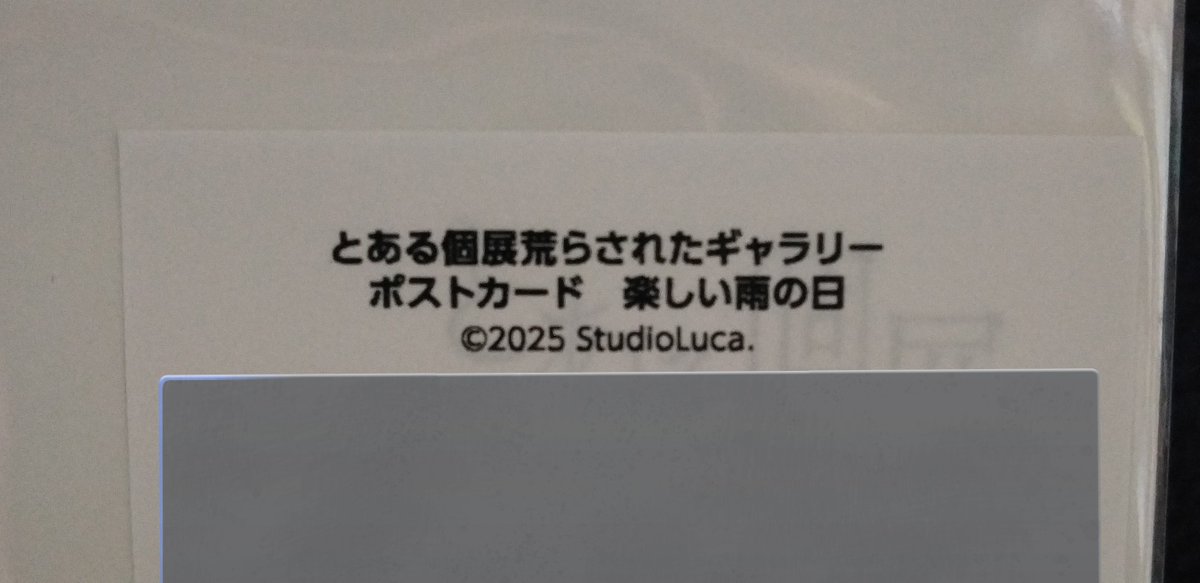 とある個展荒らされたギャラリー
ポストカード　楽しい雨の日
©2025 StudioLuca.